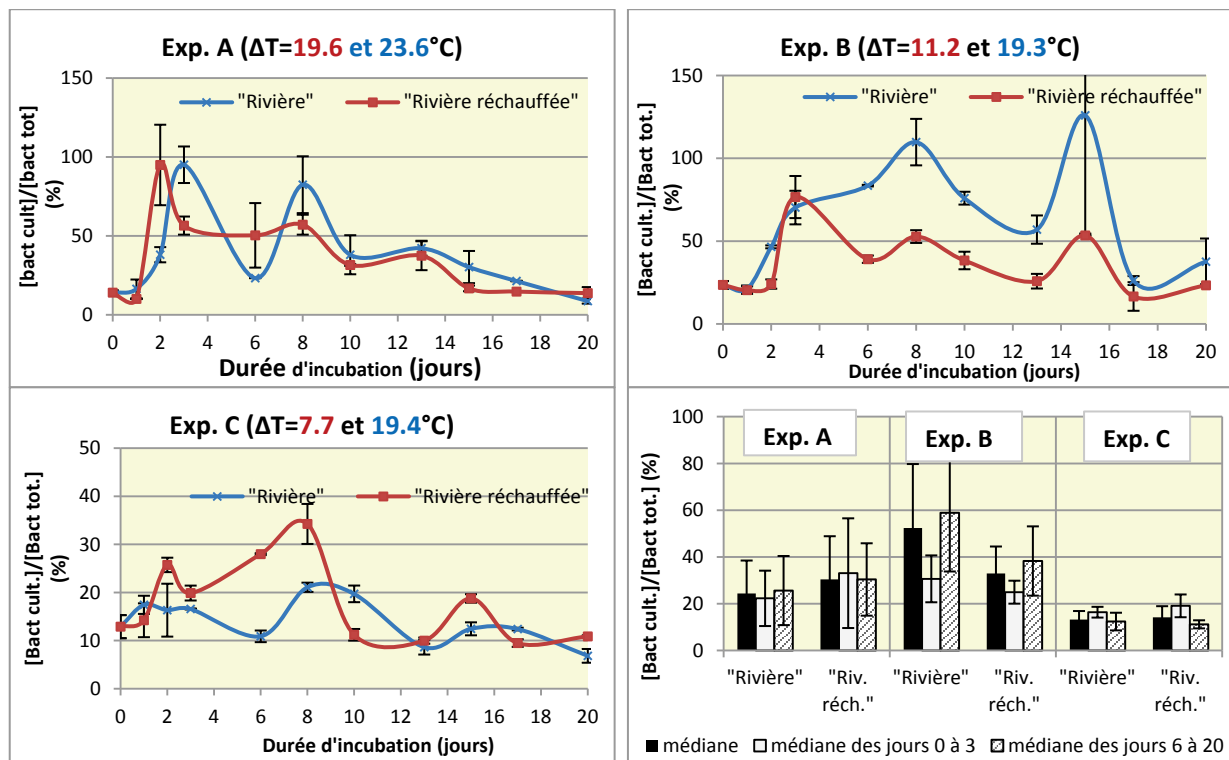 Exp. A (ΔT=19.6 et 23.6°C)
"Rivière" "Rivière réchauffée"
[bact cult]/[bact tot]
(%)
150
100
50
0
0 2 4 6 8 10 12 14 16 18 20
Durée d'incubation (jours)
Exp. B (ΔT=11.2 et 19.3°C)
"Rivière" "Rivière réchauffée"
[Bact cult.]/[Bact tot.]
(%)
150
100
50
0
0 2 4 6 8 10 12 14 16 18 20
Durée d'incubation (jours)
Exp. C (ΔT=7.7 et 19.4°C)
"Rivière" "Rivière réchauffée"
[Bact cult.]/[Bact tot.]
(%)
50
40
30
20
10
0
0 2 4 6 8 10 12 14 16 18 20
Durée d'incubation (jours)
[Bact cult.]/[Bact tot.] (%)
100
80
60
40
20
0
Exp. A Exp. B Exp. C
"Rivière" "Riv. réch." "Rivière" "Riv. réch." "Rivière" "Riv. réch."
médiane médiane des jours 0 à 3 médiane des jours 6 à 20